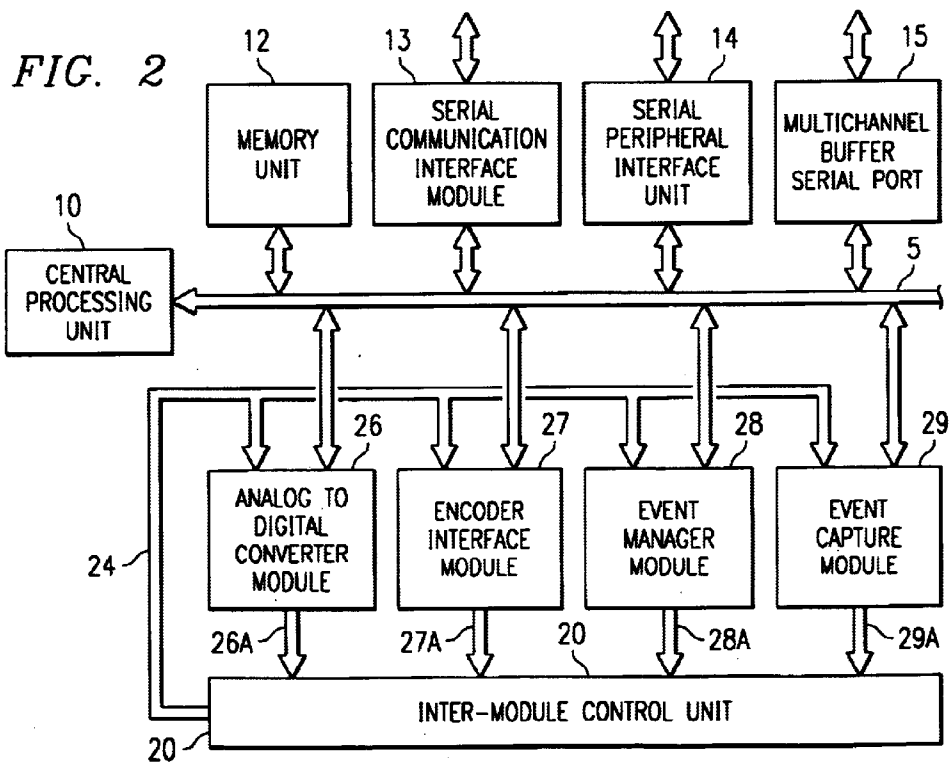 FIG. 2
12
13
14
15
MEMORY
UNIT
SERIAL
COMMUNICATION
INTERFACE
MODULE
SERIAL
PERIPHERAL
INTERFACE
UNIT
MULTICHANNEL
BUFFER
SERIAL PORT
10
CENTRAL
PROCESSING
UNIT
5
24
26
27
28
29
ANALOG TO
DIGITAL
CONVERTER
MODULE
ENCODER
INTERFACE
MODULE
EVENT
MANAGER
MODULE
EVENT
CAPTURE
MODULE
26A
27A
20
28A
29A
INTER-MODULE CONTROL UNIT
20